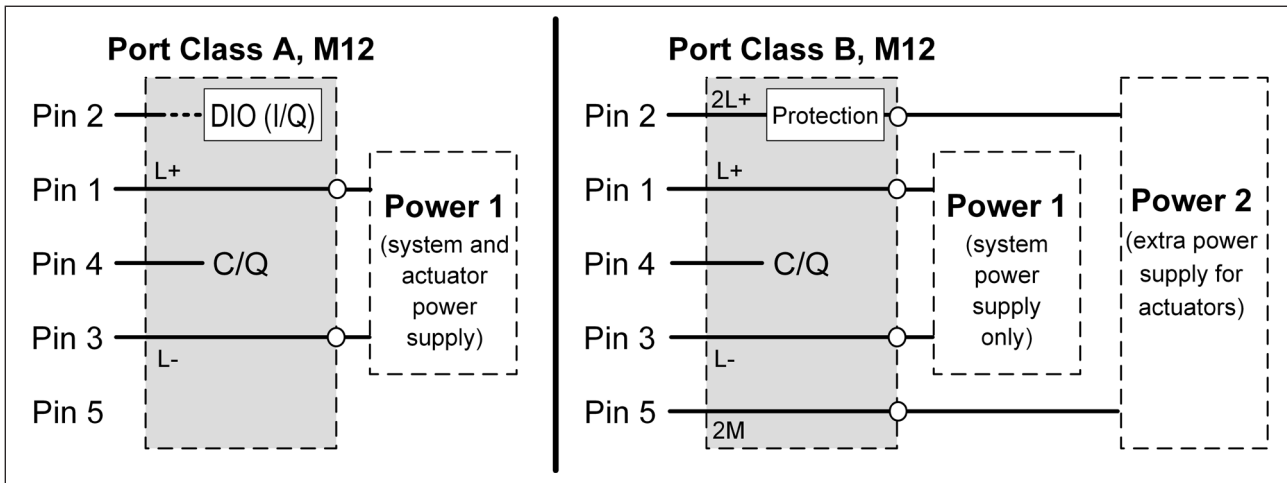 Port Class A, M12
Pin 2
DIO (I/Q)
Pin 1
L+
Pin 4
C/Q
Pin 3
L-
Pin 5
Power 1
(system and
actuator
power
supply)
Port Class B, M12
Pin 2
2L+
Protection
Pin 1
L+
Pin 4
C/Q
Pin 3
L-
Pin 5
2M
Power 1
(system
power
supply
only)
Power 2
(extra power
supply for
actuators)